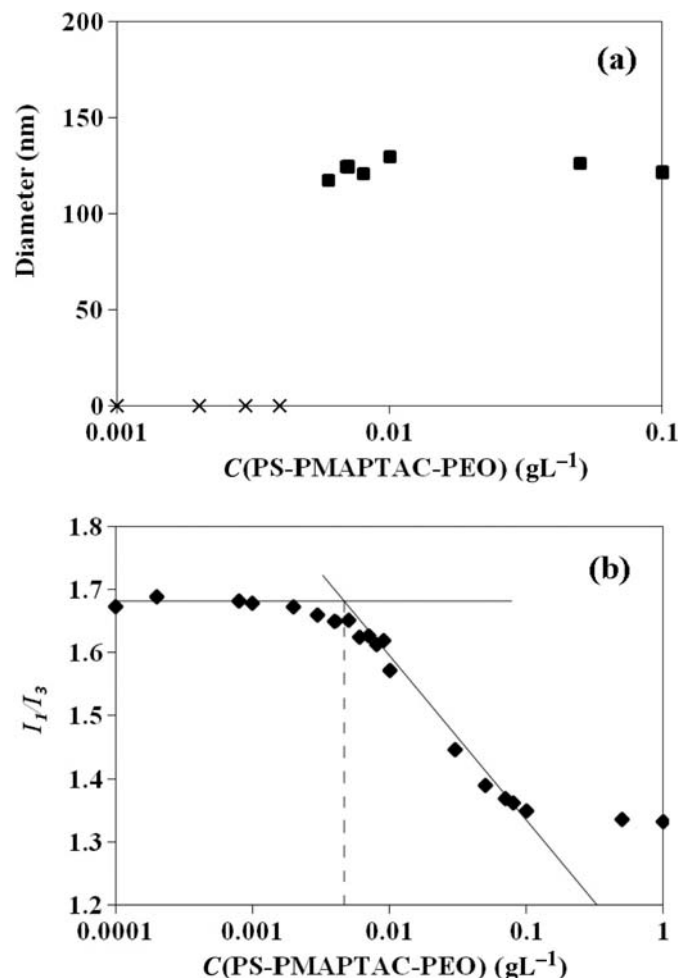 200
(a)
150
Diameter (nm)
100
50
0
0.001 0.01 0.1
C(PS-PMAPTAC-PEO) (gL⁻¹)
1.8
(b)
1.7
1.6
I₁/I₃
1.5
1.4
1.3
1.2
0.0001 0.001 0.01 0.1 1
C(PS-PMAPTAC-PEO) (gL⁻¹)